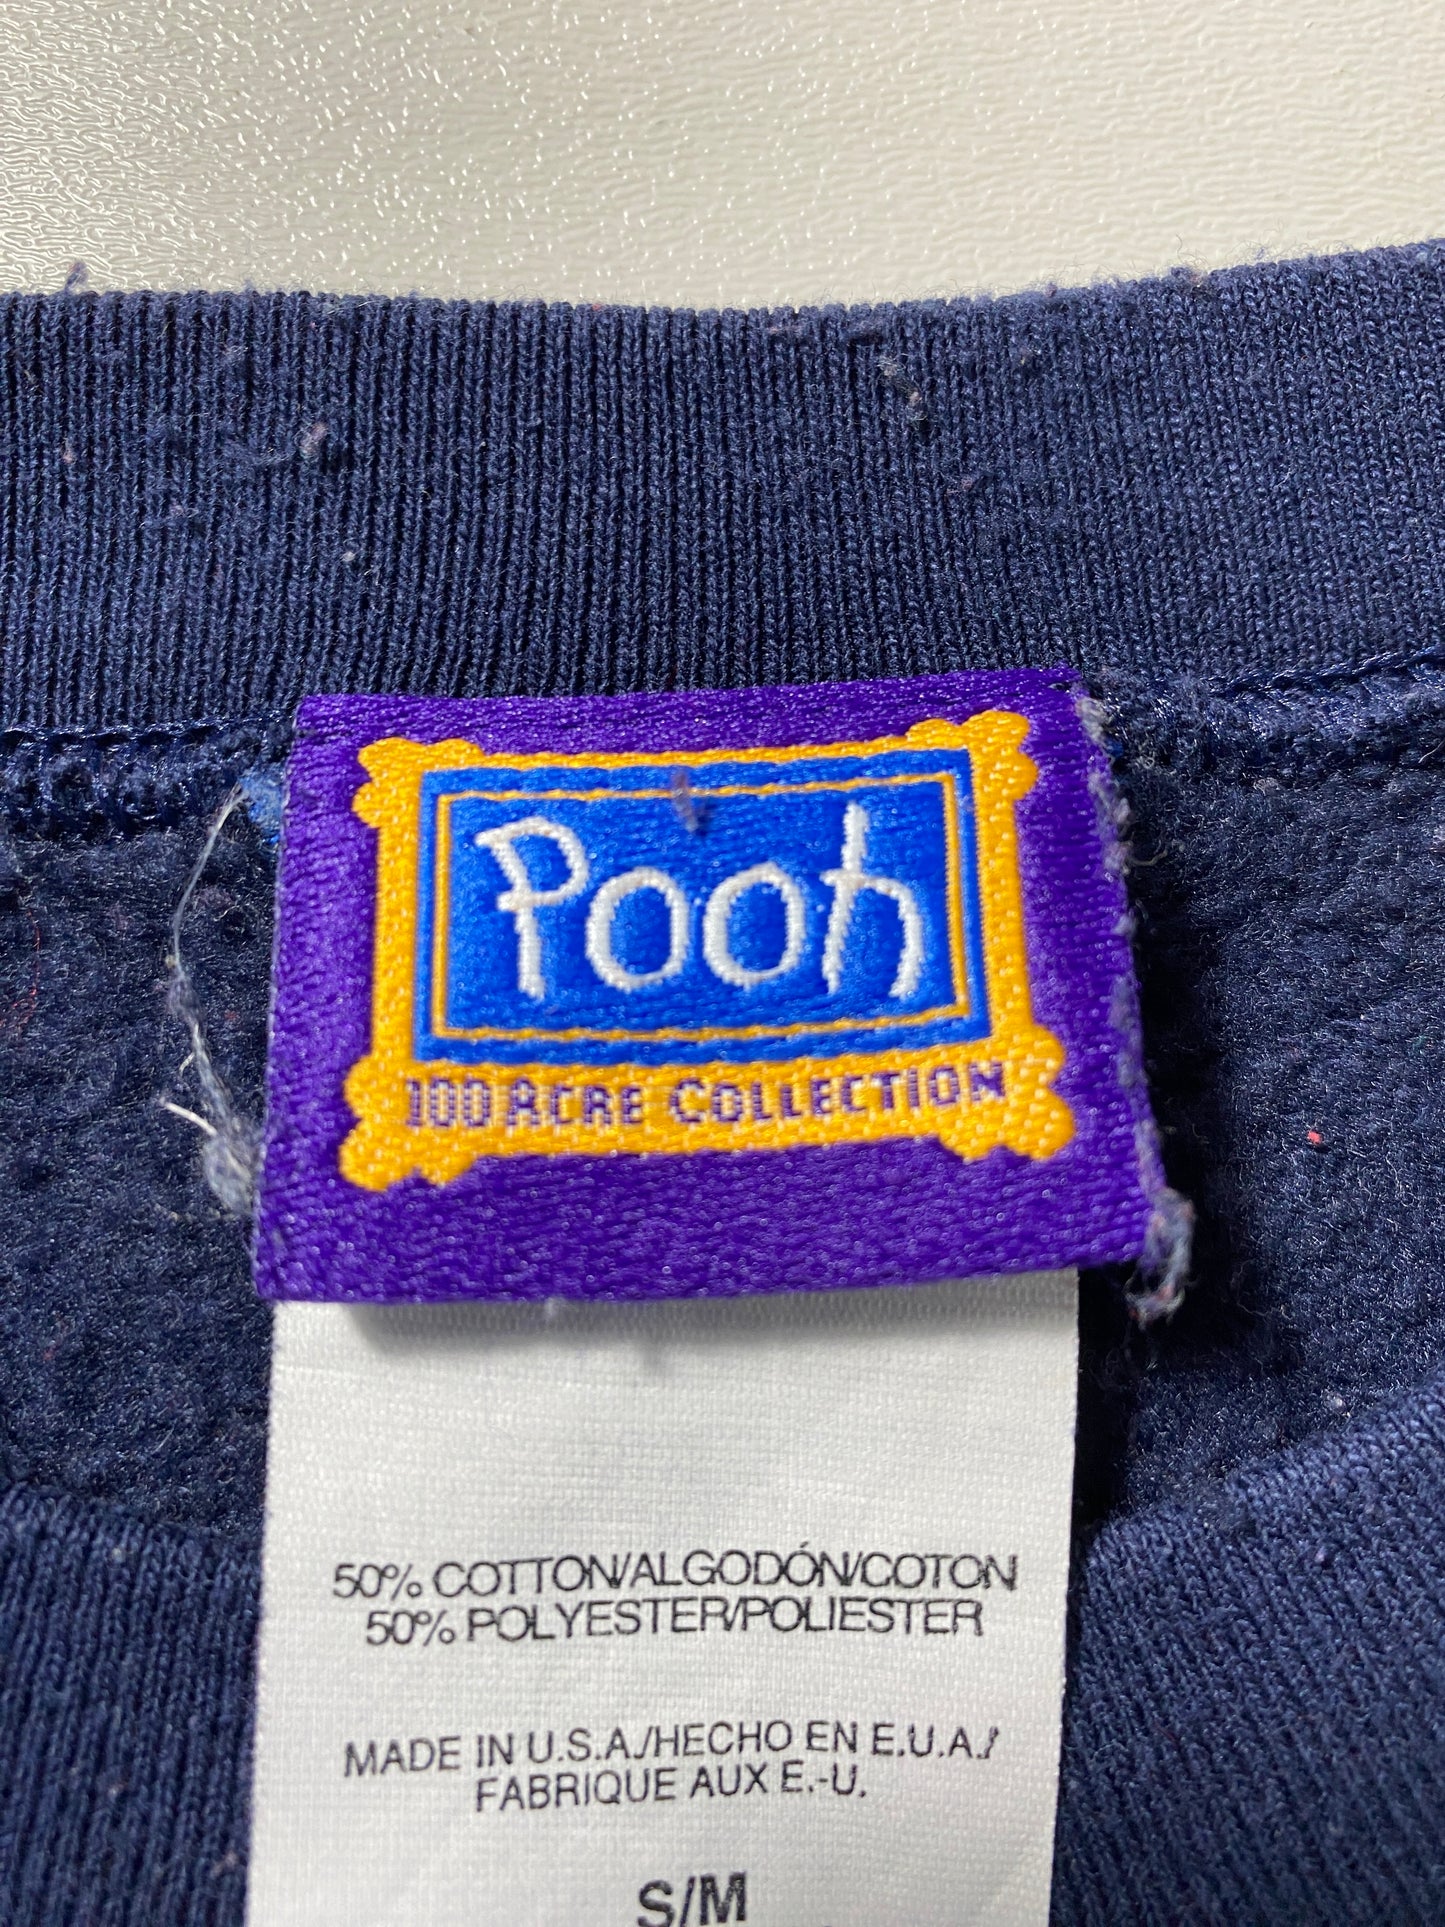 Pooh
100 ACRE COLLECTION
50% COTTON/ALGODÓN/COTON
50% POLYESTER/POLIESTER
MADE IN U.S.A./HECHO EN E.U.A./
FABRIQUE AUX E.-U.
S/M